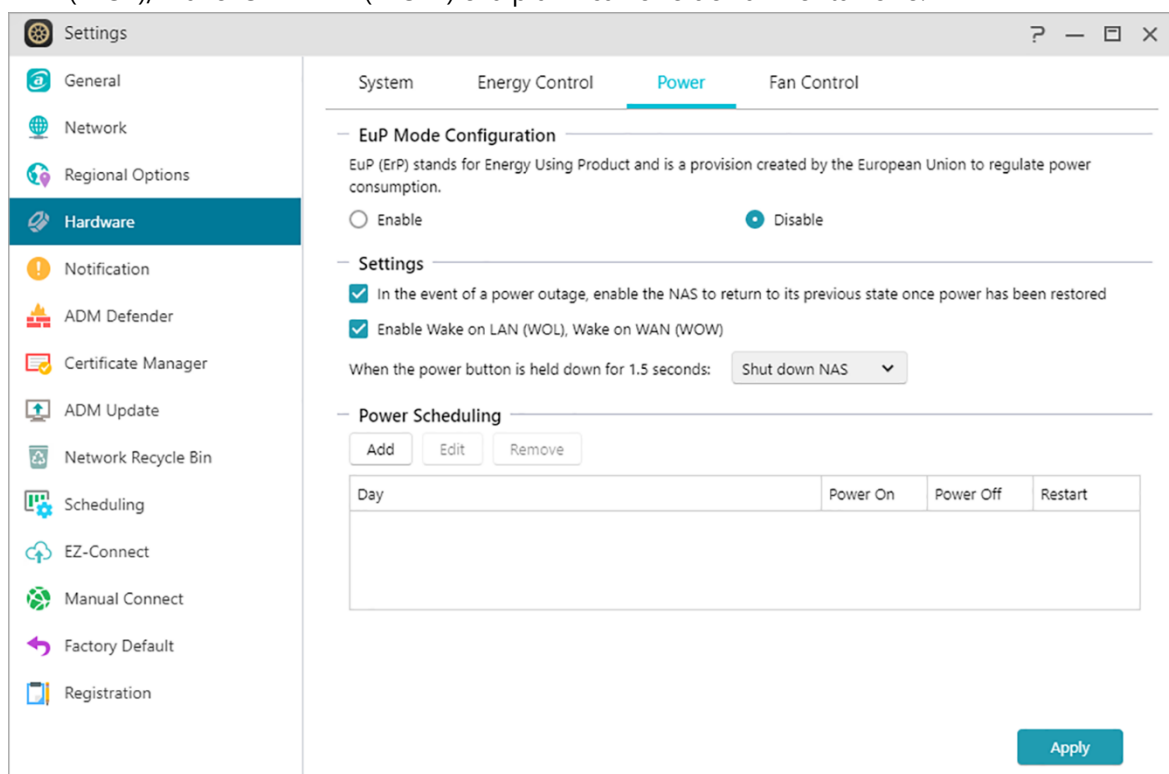 Settings
General
Network
Regional Options
Hardware
Notification
ADM Defender
Certificate Manager
ADM Update
Network Recycle Bin
Scheduling
EZ-Connect
Manual Connect
Factory Default
Registration
System Energy Control Power Fan Control
EuP Mode Configuration
EuP (ErP) stands for Energy Using Product and is a provision created by the European Union to regulate power
consumption.
Enable Disable
Settings
In the event of a power outage, enable the NAS to return to its previous state once power has been restored
Enable Wake on LAN (WOL), Wake on WAN (WOW)
When the power button is held down for 1.5 seconds: Shut down NAS
Power Scheduling
Add Edit Remove
Day Power On Power Off Restart
Apply